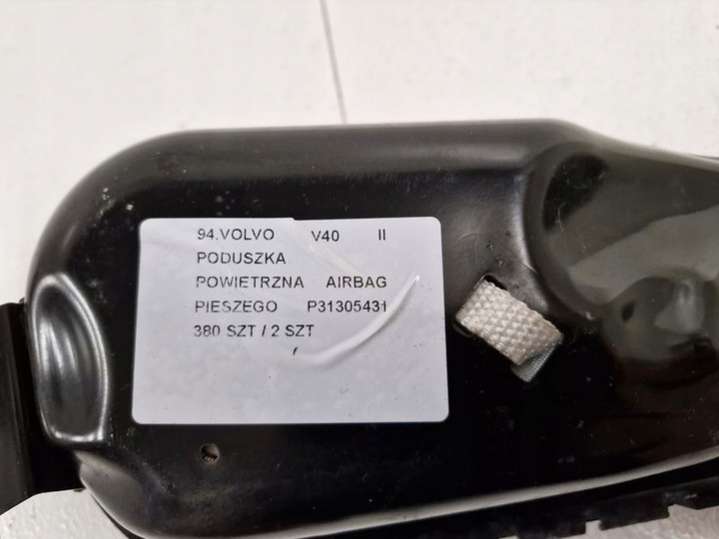 94.VOLVO V40 II
PODUSZKA
POWIETRZNA AIRBAG
PIESZEGO P31305431
380 SZT / 2 SZT